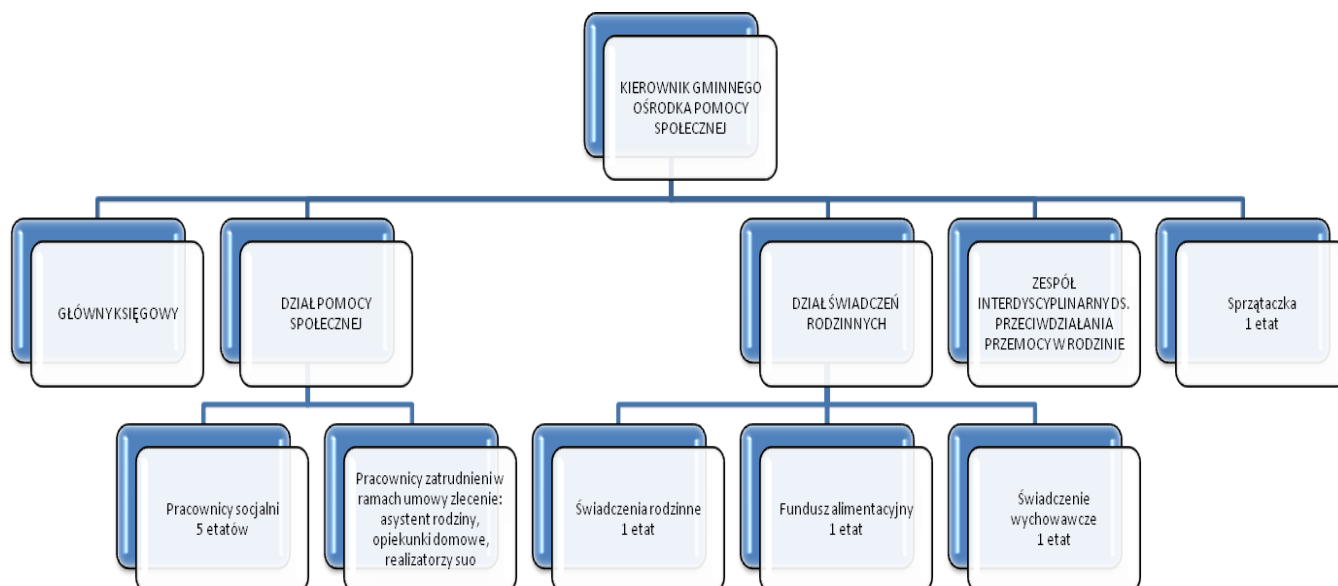 KIEROWNIK GMINNEGO
OŚRODKA POMOCY
SPOŁECZNEJ
GŁÓWNY KSIĘGOWY
DZIAŁ POMOCY
SPOŁECZNEJ
DZIAŁ ŚWIADCZEŃ
RODZINNYCH
ZESPÓŁ
INTERDYSCYPLINARNY DS.
PRZECIWDZIAŁANIA
PRZEMOCY W RODZINIE
Sprzątaczka
1 etat
Pracownicy socjalni
5 etatów
Pracownicy zatrudnieni w
ramach umowy zlecenie:
asystent rodziny,
opiekunki domowe,
realizatorzy suo
Świadczenia rodzinne
1 etat
Fundusz alimentacyjny
1 etat
Świadczenie
wychowawcze
1 etat